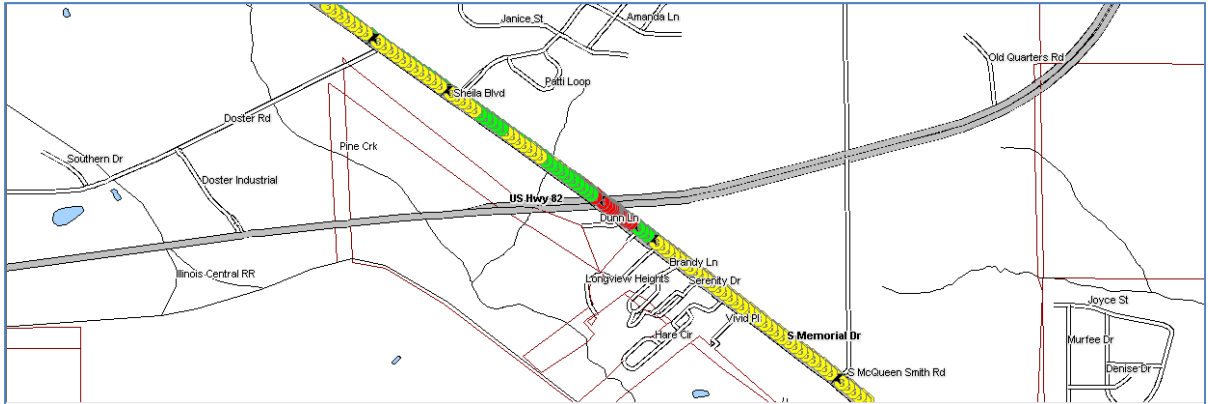 Janice St
Amanda Ln
Old Quarters Rd
Patti Loop
Sheila Blvd
Doster Rd
Pine Crk
Southern Dr
Doster Industrial
US Hwy 82
Dunn Ln
Brandy Ln
Illinois Central RR
Longview Heights
Serenity Dr
Joyce St
Vivid Pl
Hare Cir
S Memorial Dr
Murfee Dr
S McQueen Smith Rd
Denise Dr